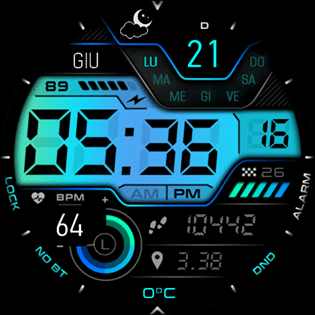 D
GIU
LU
21
DO
MA
SA
ME GI VE
89
05:36
16
AM PM
26
LOCK
BPM
+
ALARM
64
-
L
10442
NO BT
3.38
DND
0°C